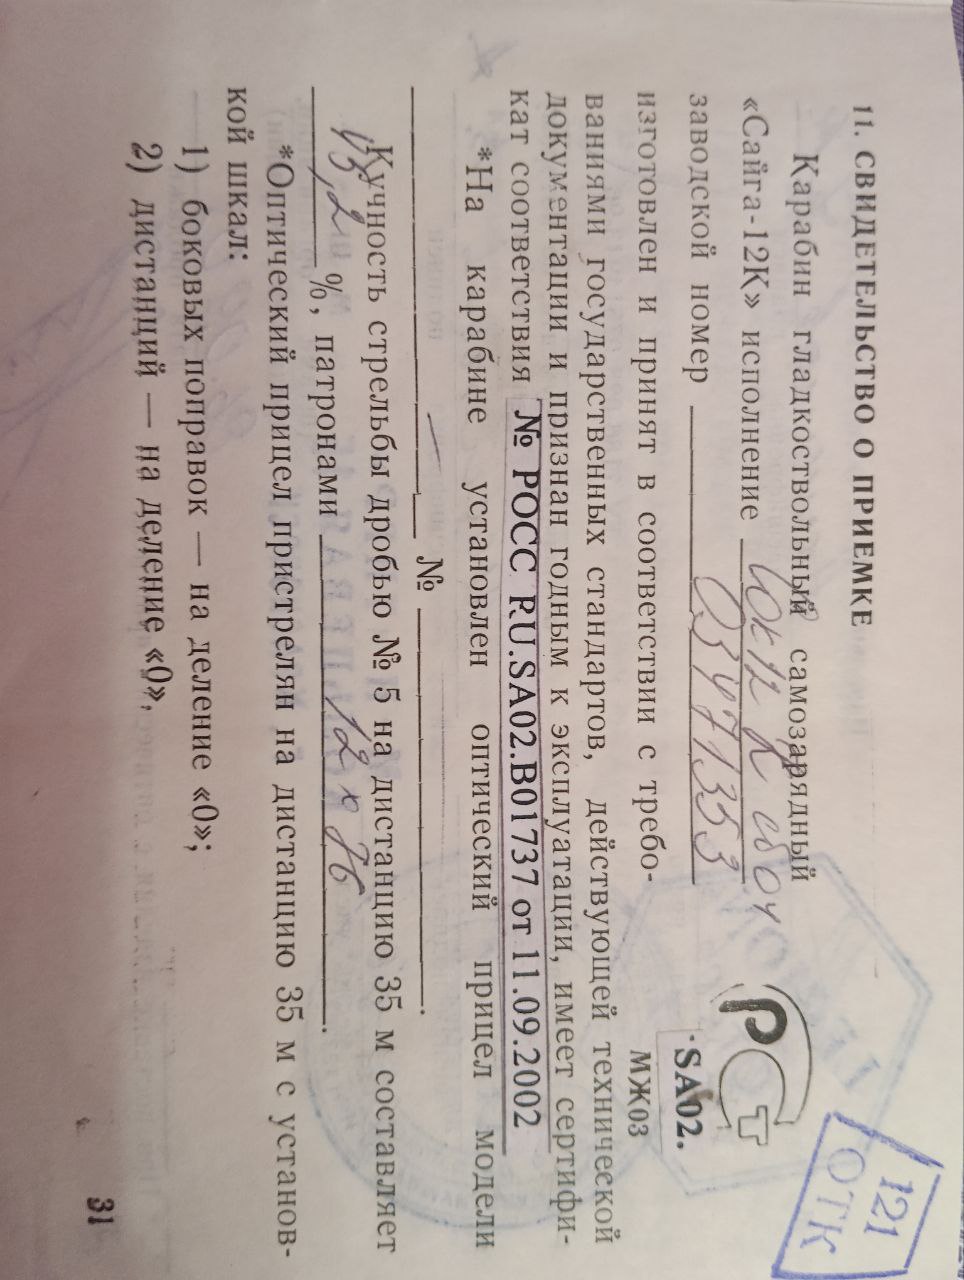 121
ОТК
11. СВИДЕТЕЛЬСТВО О ПРИЕМКЕ
Карабин гладкоствольный самозарядный
«Сайга-12К» исполнение
заводской номер
РСТ
SA02.
МЖ03
изготовлен и принят в соответствии с требо-
ваниями государственных стандартов, действующей технической
документации и признан годным к эксплуатации, имеет сертифи-
кат соответствия № РОСС RU.SA02.B01737 от 11.09.2002
*На карабине установлен оптический прицел модели
№
Кучность стрельбы дробью № 5 на дистанцию 35 м составляет
%, патронами 12 х 76
*Оптический прицел пристрелян на дистанцию 35 м с установ-
кой шкал:
1) боковых поправок — на деление «0»;
2) дистанций — на деление «0».
31